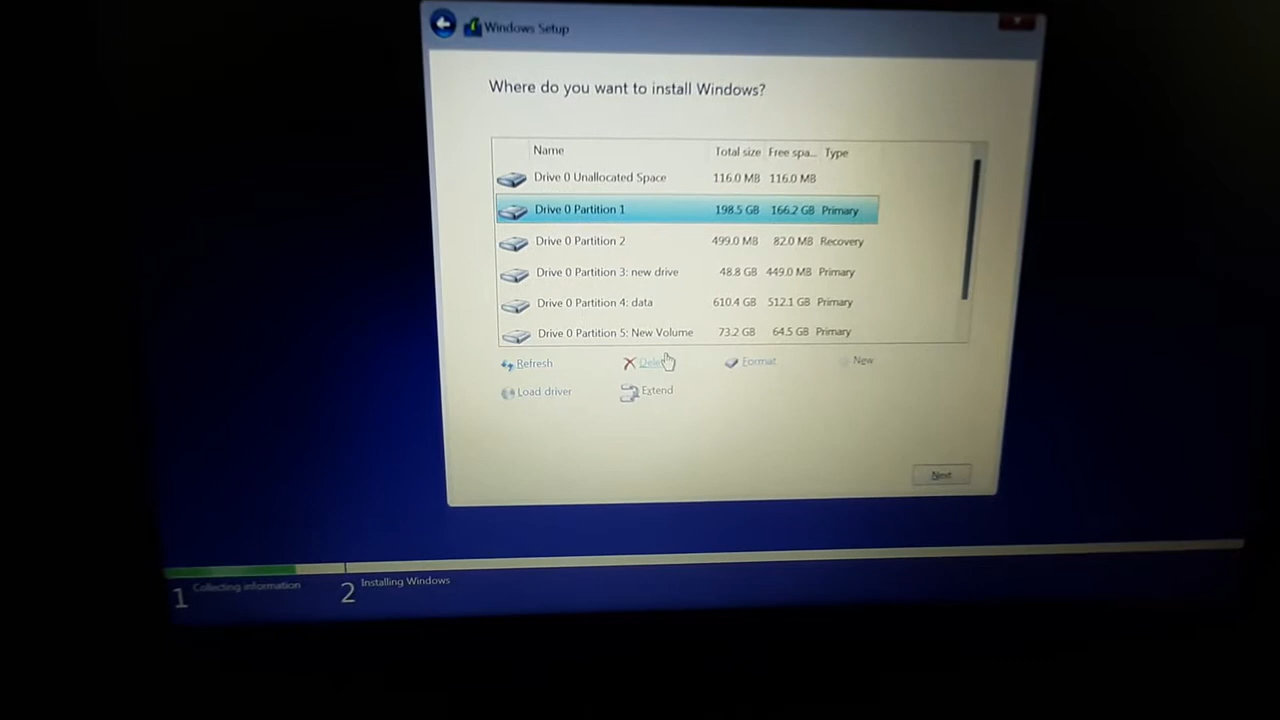 Windows Setup
Where do you want to install Windows?
Name Total size Free spa... Type
Drive 0 Unallocated Space 116.0 MB 116.0 MB
Drive 0 Partition 1 198.5 GB 166.2 GB Primary
Drive 0 Partition 2 499.0 MB 82.0 MB Recovery
Drive 0 Partition 3: new drive 48.8 GB 449.0 MB Primary
Drive 0 Partition 4: data 610.4 GB 512.1 GB Primary
Drive 0 Partition 5: New Volume 73.2 GB 64.5 GB Primary
Refresh Format New
Load driver Extend
Next
1 Collecting information 2 Installing Windows